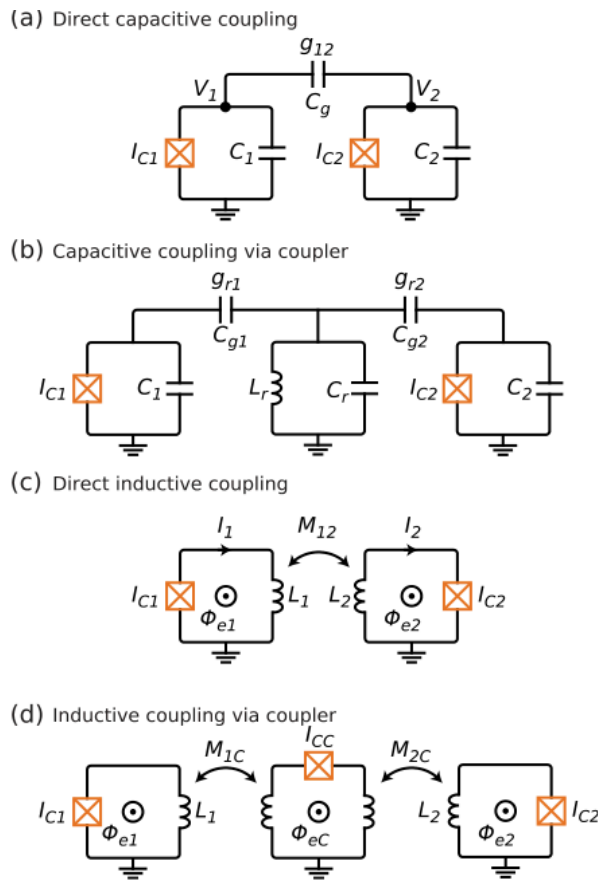 (a) Direct capacitive coupling
g12
V1 V2
Cg
IC1 C1 IC2 C2
(b) Capacitive coupling via coupler
gr1 gr2
Cg1 Cg2
IC1 C1 Lr Cr IC2 C2
(c) Direct inductive coupling
I1 M12 I2
IC1 L1 L2 IC2
Φe1 Φe2
(d) Inductive coupling via coupler
ICC
M1C M2C
IC1 L1 L2 IC2
Φe1 ΦeC Φe2